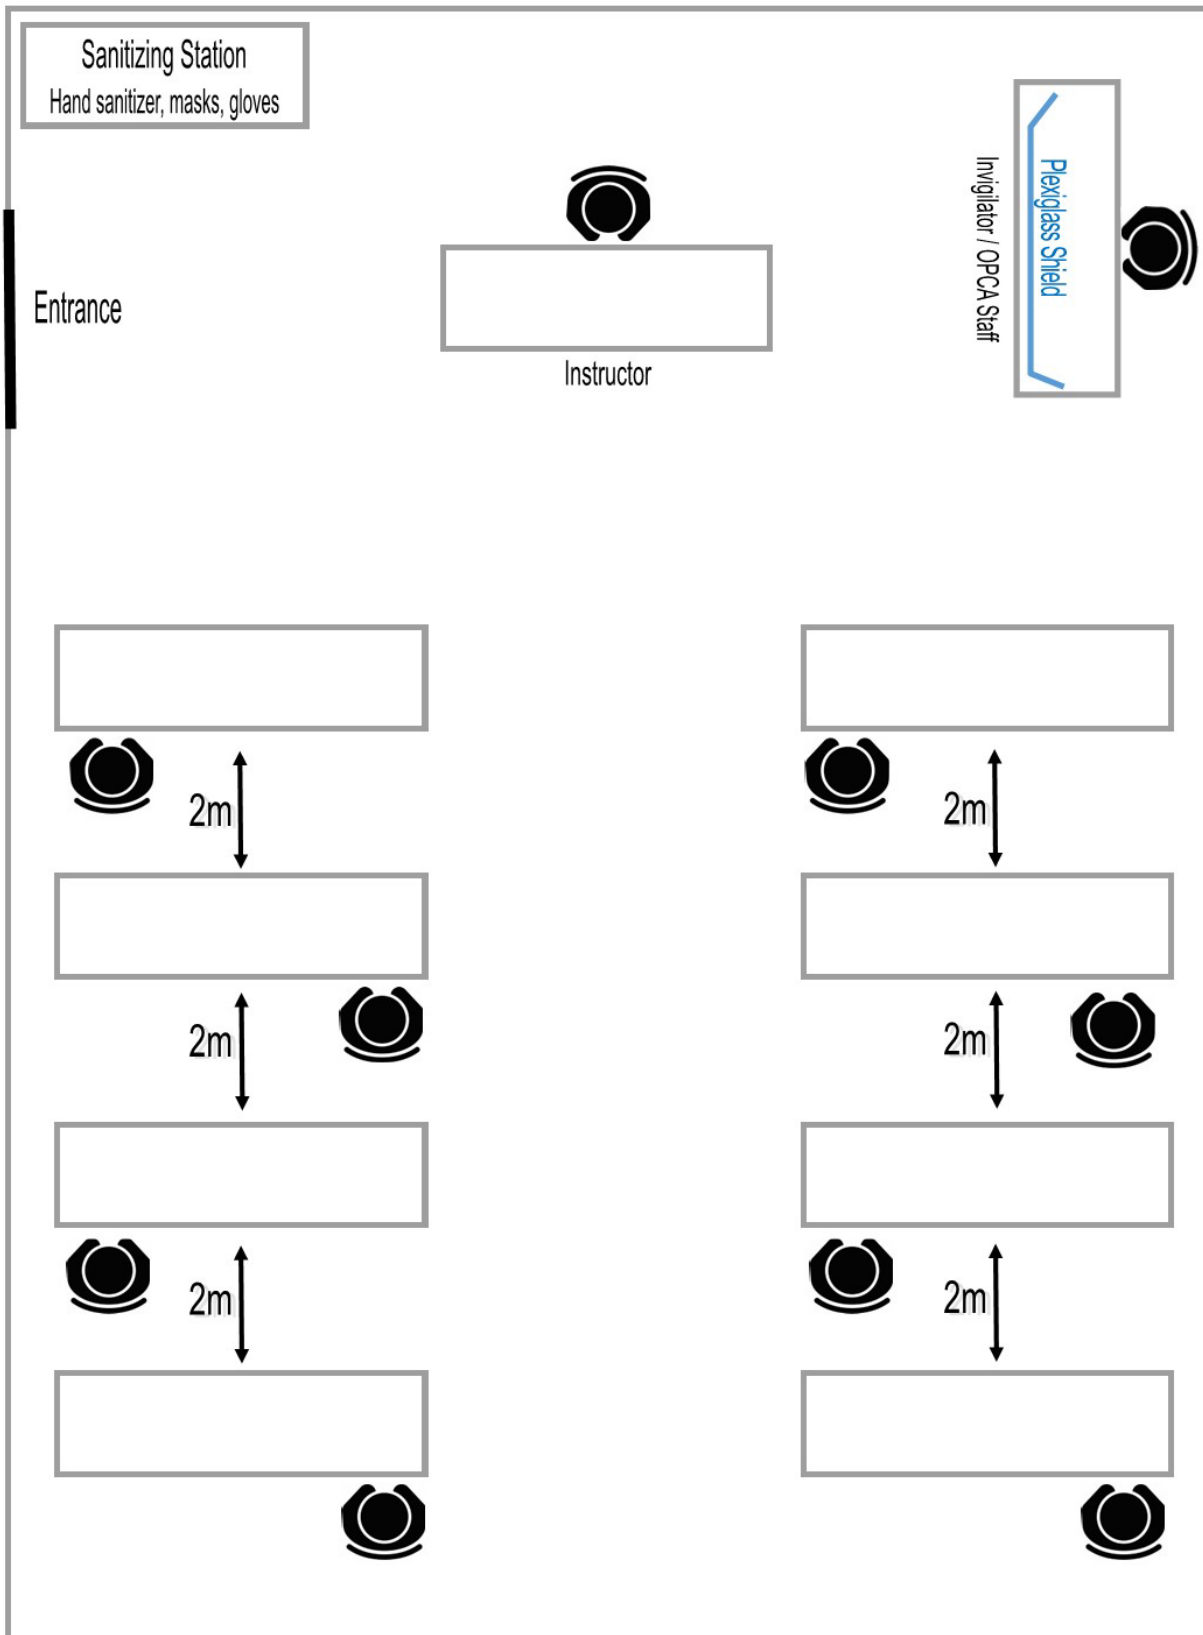 Sanitizing Station
Hand sanitizer, masks, gloves
Plexiglass Shield
Invigilator / OPCA Staff
Entrance
Instructor
2m
2m
2m
2m
2m
2m